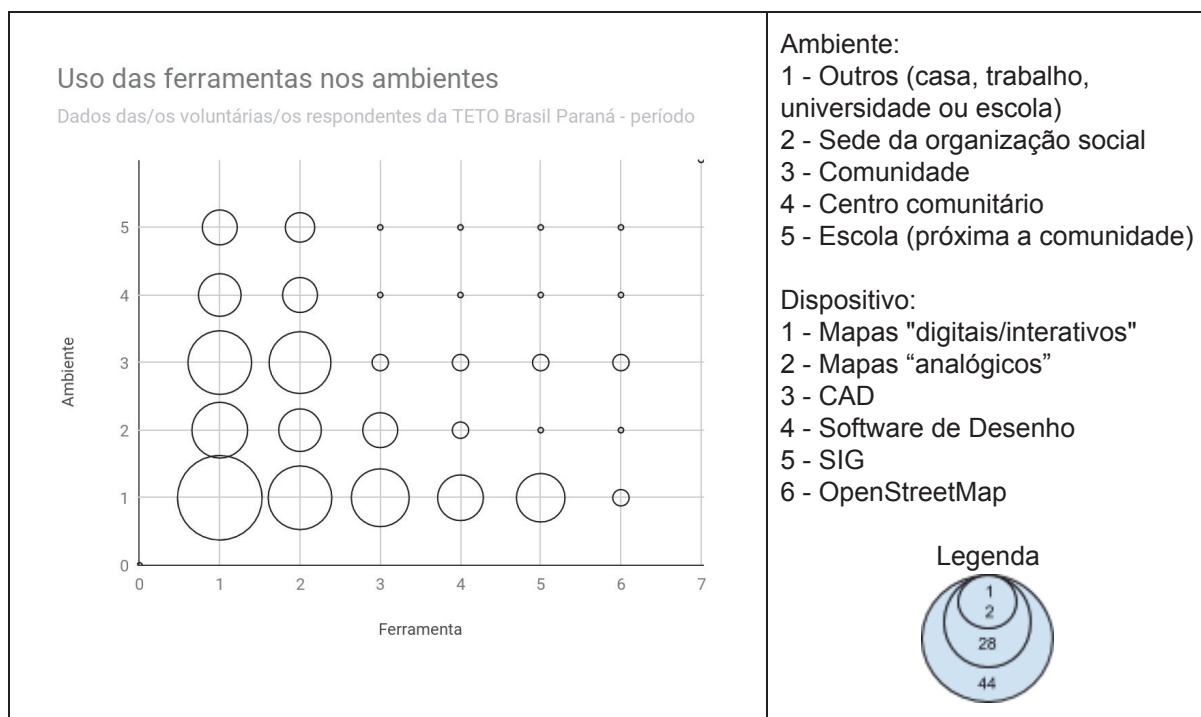 Uso das ferramentas nos ambientes
Dados das/os voluntárias/os respondentes da TETO Brasil Paraná - período
Ambiente
5
4
3
2
1
0
0 1 2 3 4 5 6 7
Ferramenta
Ambiente:
1 - Outros (casa, trabalho,
universidade ou escola)
2 - Sede da organização social
3 - Comunidade
4 - Centro comunitário
5 - Escola (próxima a comunidade)
Dispositivo:
1 - Mapas "digitais/interativos"
2 - Mapas “analógicos”
3 - CAD
4 - Software de Desenho
5 - SIG
6 - OpenStreetMap
Legenda
1
2
28
44